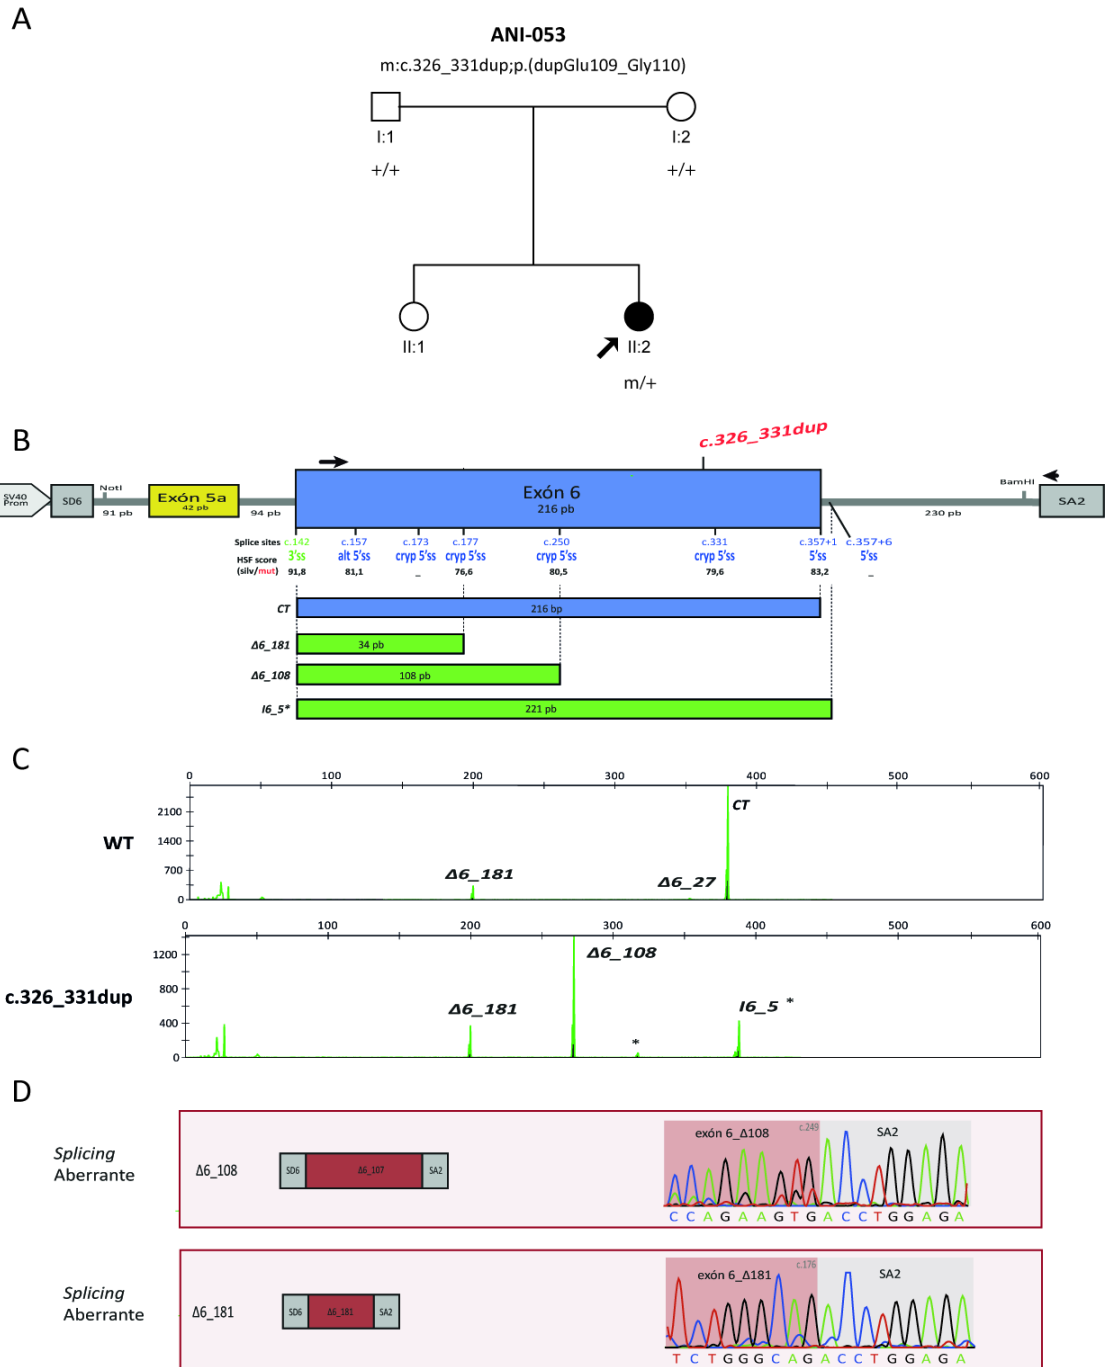 A
ANI-053
m:c.326_331dup;p.(dupGlu109_Gly110)
I:1
I:2
+/+
+/+
II:1
II:2
m/+
B
c.326_331dup
SV40 Prom
SD6
NotI
91 pb
Exón 5a
42 pb
94 pb
Exón 6
216 pb
BamHI
230 pb
SA2
Splice sites c.142 c.157 c.173 c.177 c.250 c.331 c.357+1 c.357+6
3'ss alt 5'ss cryp 5'ss cryp 5'ss cryp 5'ss cryp 5'ss 5'ss 5'ss
HSF score
(silv/mut) 91,8 81,1 _ 76,6 80,5 79,6 83,2 _
CT 216 bp
Δ6_181 34 pb
Δ6_108 108 pb
I6_5* 221 pb
C
0 100 200 300 400 500 600
WT
2100
1400
700
0
Δ6_181
Δ6_27
CT
0 100 200 300 400 500 600
c.326_331dup
1200
800
400
0
Δ6_181
Δ6_108
*
I6_5 *
D
Splicing
Aberrante
Δ6_108
SD6 Δ6_107 SA2
exón 6_Δ108 c.249 SA2
C C A G A A G T G A C C T G G A G A
Splicing
Aberrante
Δ6_181
SD6 Δ6_181 SA2
exón 6_Δ181 c.176 SA2
T C T G G G C A G A C C T G G A G A